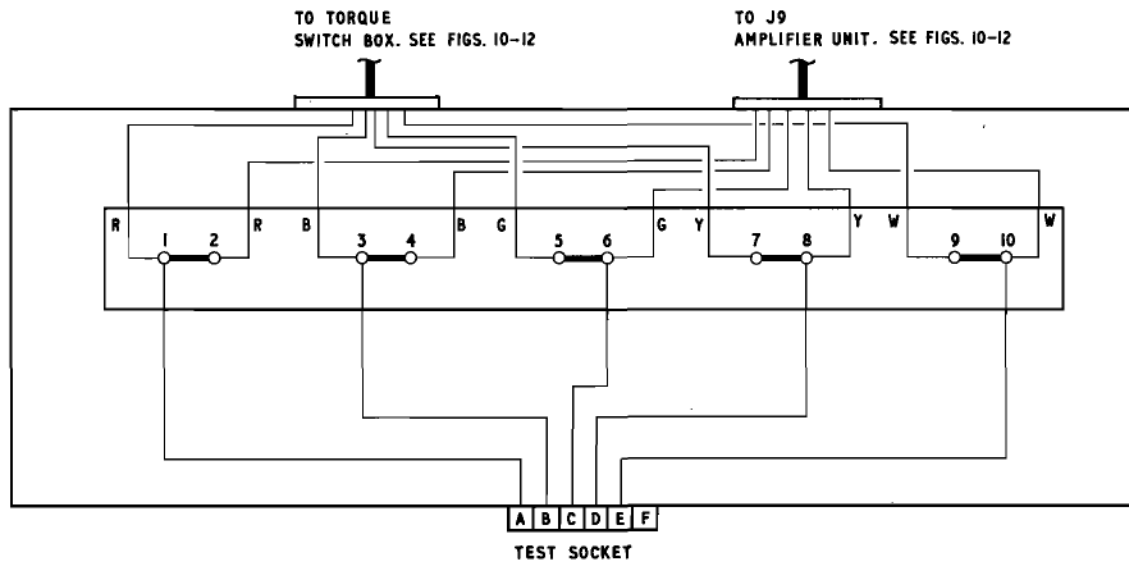 TO TORQUE
SWITCH BOX. SEE FIGS. 10-12
TO J9
AMPLIFIER UNIT. SEE FIGS. 10-12
R R B B G G Y Y W W
1 2 3 4 5 6 7 8 9 10
A B C D E F
TEST SOCKET